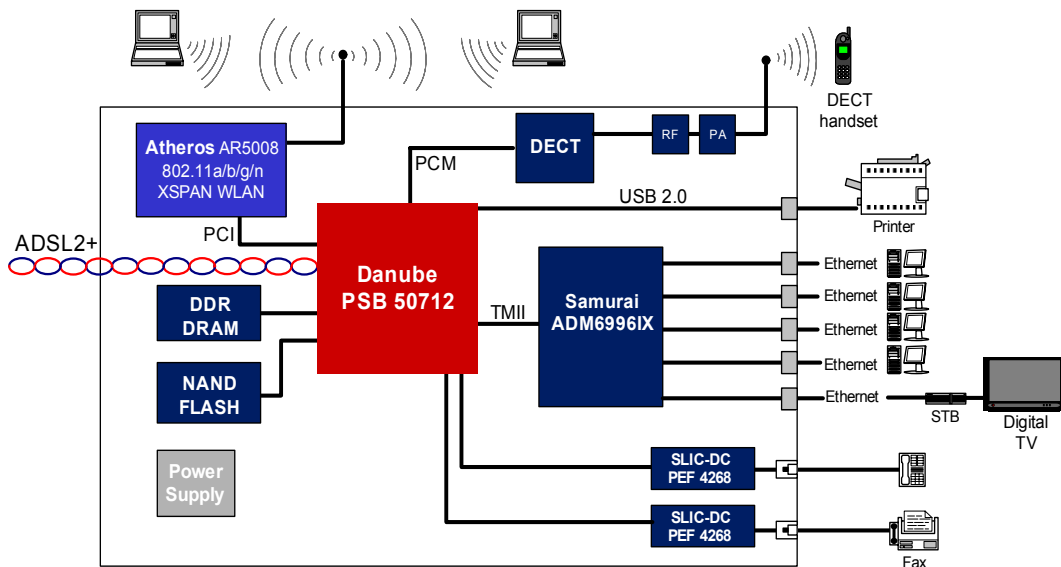 DECT
handset
Atheros AR5008
802.11a/b/g/n
XSPAN WLAN
DECT
RF
PA
PCM
USB 2.0
Printer
PCI
ADSL2+
Danube
PSB 50712
TMII
Samurai
ADM6996IX
Ethernet
Ethernet
Ethernet
Ethernet
Ethernet
STB
Digital
TV
DDR
DRAM
NAND
FLASH
Power
Supply
SLIC-DC
PEF 4268
SLIC-DC
PEF 4268
Fax